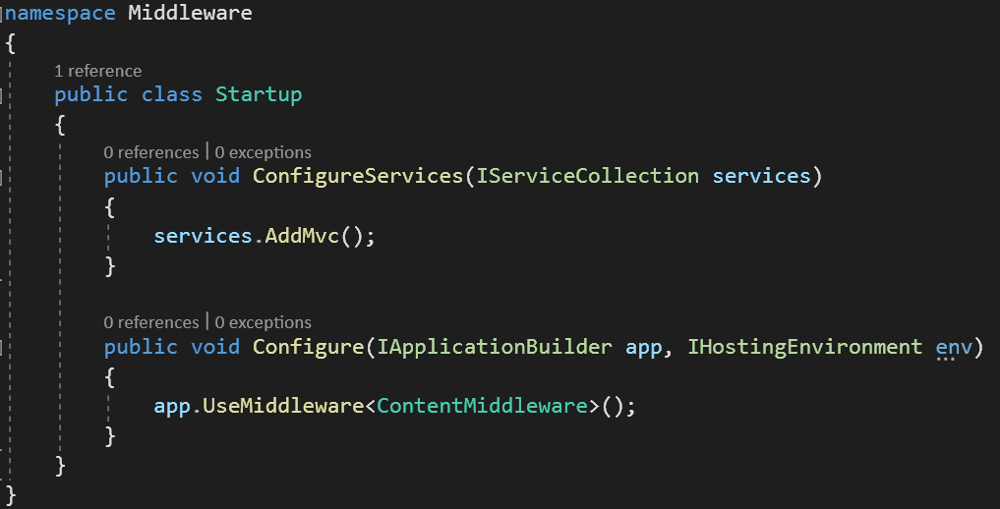 namespace Middleware
{
1 reference
public class Startup
{
0 references | 0 exceptions
public void ConfigureServices(IServiceCollection services)
{
services.AddMvc();
}
0 references | 0 exceptions
public void Configure(IApplicationBuilder app, IHostingEnvironment env)
{
app.UseMiddleware<ContentMiddleware>();
}
}
}